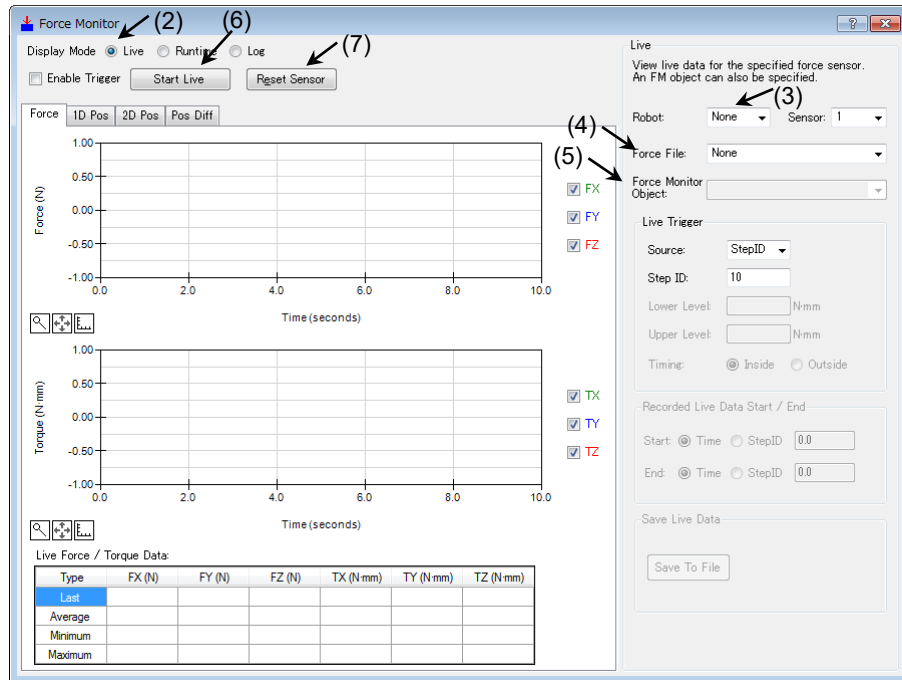 Force Monitor
(2) (6)
Display Mode Live Runtime Log
(7)
Enable Trigger Start Live Reset Sensor
Force 1D Pos 2D Pos Pos Diff
1.00
0.50
0.00
-0.50
-1.00
Force (N)
0.0 2.0 4.0 6.0 8.0 10.0
Time (seconds)
FX
FY
FZ
1.00
0.50
0.00
-0.50
-1.00
Torque (N·mm)
0.0 2.0 4.0 6.0 8.0 10.0
Time (seconds)
TX
TY
TZ
Live Force / Torque Data:
Type FX (N) FY (N) FZ (N) TX (N·mm) TY (N·mm) TZ (N·mm)
Last
Average
Minimum
Maximum
Live
View live data for the specified force sensor.
An FM object can also be specified.
(3)
Robot: None Sensor: 1
(4)
Force File: None
(5)
Force Monitor
Object:
Live Trigger
Source: StepID
Step ID: 10
Lower Level: N·mm
Upper Level: N·mm
Timing: Inside Outside
Recorded Live Data Start / End
Start: Time StepID 0.0
End: Time StepID 0.0
Save Live Data
Save To File